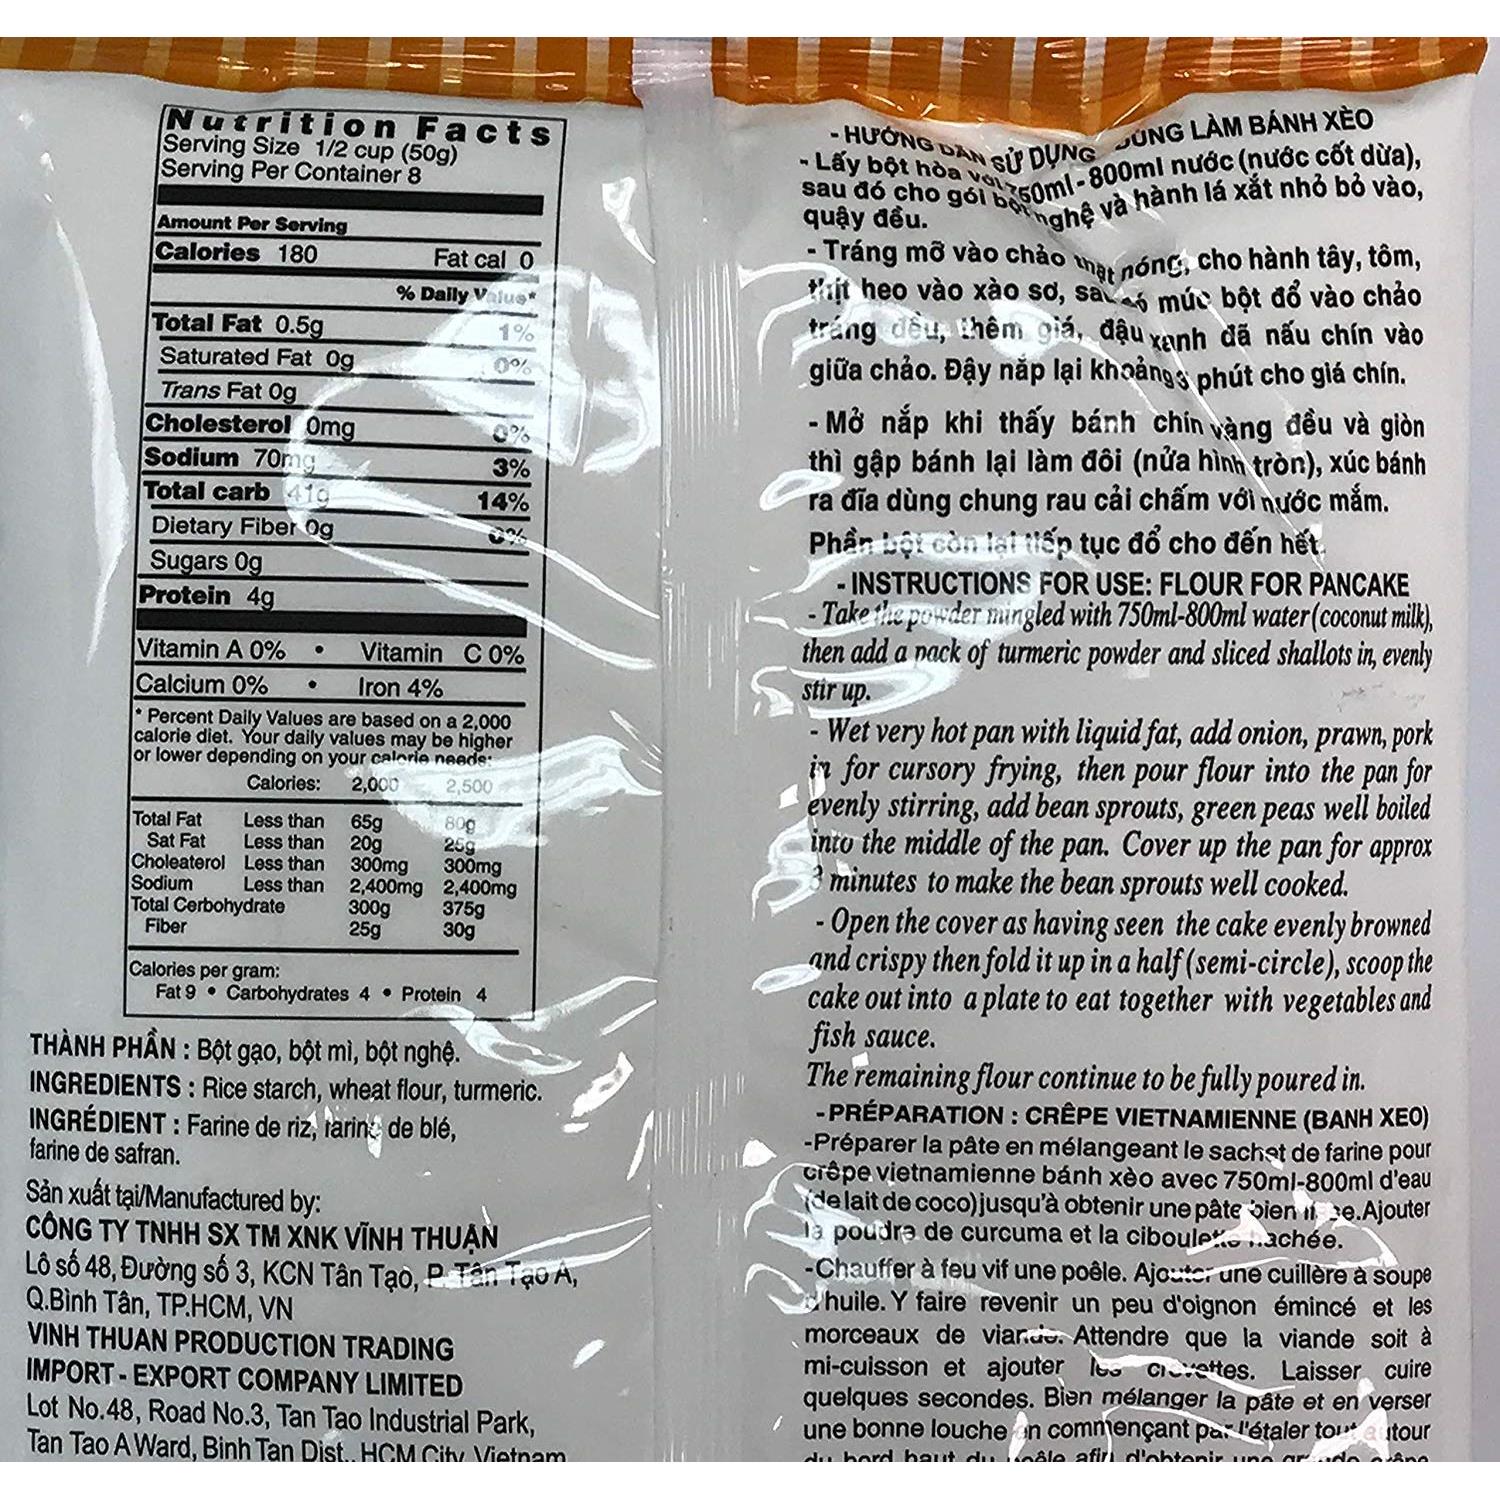 Nutrition Facts
Serving Size 1/2 cup (50g)
Serving Per Container 8
Amount Per Serving
Calories 180 Fat cal 0
% Daily Value*
Total Fat 0.5g 1%
Saturated Fat 0g 0%
Trans Fat 0g
Cholesterol 0mg 0%
Sodium 70mg 3%
Total carb 41g 14%
Dietary Fiber 0g 0%
Sugars 0g
Protein 4g
Vitamin A 0% • Vitamin C 0%
Calcium 0% • Iron 4%
* Percent Daily Values are based on a 2,000
calorie diet. Your daily values may be higher
or lower depending on your calorie needs:
Calories: 2,000 2,500
Total Fat Less than 65g 80g
Sat Fat Less than 20g 25g
Choleaterol Less than 300mg 300mg
Sodium Less than 2,400mg 2,400mg
Total Cerbohydrate 300g 375g
Fiber 25g 30g
Calories per gram:
Fat 9 • Carbohydrates 4 • Protein 4
THÀNH PHẦN : Bột gạo, bột mì, bột nghệ.
INGREDIENTS : Rice starch, wheat flour, turmeric.
INGRÉDIENT : Farine de riz, farine de blé,
farine de safran.
Sản xuất tại/Manufactured by:
CÔNG TY TNHH SX TM XNK VĨNH THUẬN
Lô số 48, Đường số 3, KCN Tân Tạo, P. Tân Tạo A,
Q.Bình Tân, TP.HCM, VN
VINH THUAN PRODUCTION TRADING
IMPORT - EXPORT COMPANY LIMITED
Lot No.48, Road No.3, Tan Tao Industrial Park,
Tan Tao A Ward, Binh Tan Dist., HCM City, Vietnam
- HƯỚNG DẪN SỬ DỤNG DÙNG LÀM BÁNH XÈO
- Lấy bột hòa với 750ml - 800ml nước (nước cốt dừa),
sau đó cho gói bột nghệ và hành lá xắt nhỏ bỏ vào,
quậy đều.
- Tráng mỡ vào chảo thật nóng, cho hành tây, tôm,
thịt heo vào xào sơ, sau đó múc bột đổ vào chảo
tráng đều, thêm giá, đậu xanh đã nấu chín vào
giữa chảo. Đậy nắp lại khoảng 3 phút cho giá chín.
- Mở nắp khi thấy bánh chín vàng đều và giòn
thì gập bánh lại làm đôi (nửa hình tròn), xúc bánh
ra đĩa dùng chung rau cải chấm với nước mắm.
Phần bột còn lại tiếp tục đổ cho đến hết.
- INSTRUCTIONS FOR USE: FLOUR FOR PANCAKE
- Take the powder mingled with 750ml-800ml water (coconut milk),
then add a pack of turmeric powder and sliced shallots in, evenly
stir up.
- Wet very hot pan with liquid fat, add onion, prawn, pork
in for cursory frying, then pour flour into the pan for
evenly stirring, add bean sprouts, green peas well boiled
into the middle of the pan. Cover up the pan for approx
3 minutes to make the bean sprouts well cooked.
- Open the cover as having seen the cake evenly browned
and crispy then fold it up in a half (semi-circle), scoop the
cake out into a plate to eat together with vegetables and
fish sauce.
The remaining flour continue to be fully poured in.
- PRÉPARATION : CRÊPE VIETNAMIENNE (BANH XEO)
-Préparer la pâte en mélangeant le sachet de farine pour
crêpe vietnamienne bánh xèo avec 750ml-800ml d'eau
(de lait de coco) jusqu'à obtenir une pâte bien .Ajouter
la poudre de curcuma et la ciboulette hachée.
-Chauffer à feu vif une poêle. Ajouter une cuillère à soupe
d'huile. Y faire revenir un peu d'oignon émincé et les
morceaux de viande. Attendre que la viande soit à
mi-cuisson et ajouter les crevettes. Laisser cuire
quelques secondes. Bien mélanger la pâte et en verser
une bonne louche en commençant par l'étaler tout autour
du bord haut du poêle afin d'obtenir une grande crêpe